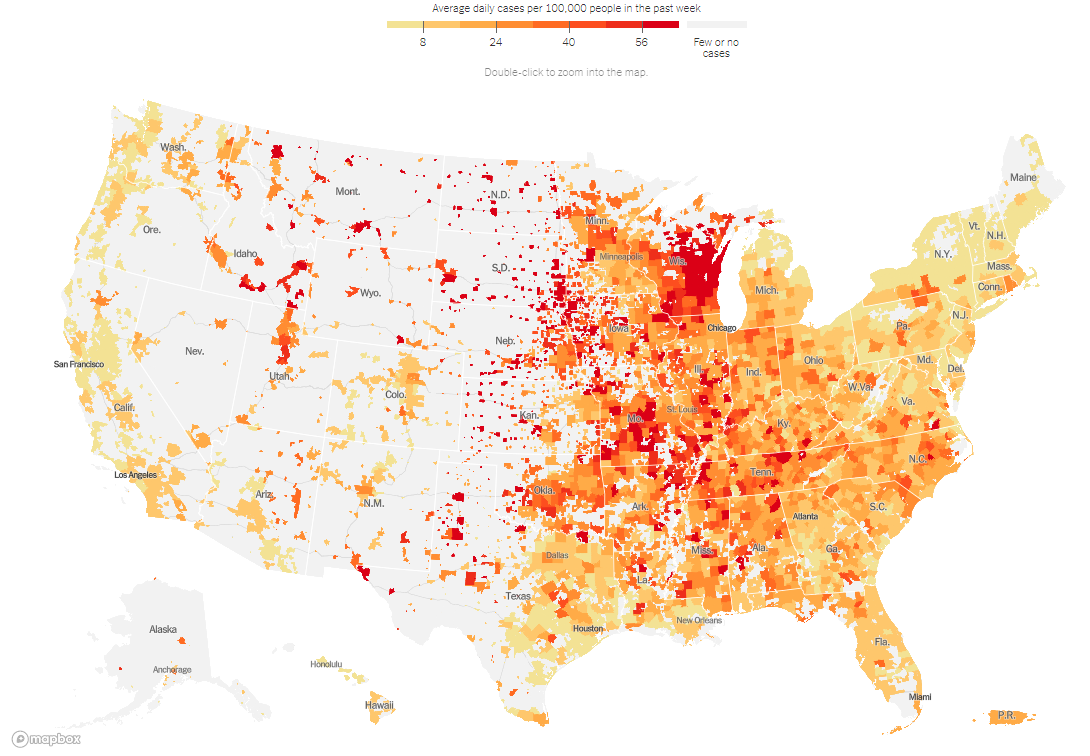 Average daily cases per 100,000 people in the past week
8 24 40 56 Few or no
cases
Double-click to zoom into the map.
Wash.
Mont.
N.D.
Minn.
Maine
Ore.
Idaho
S.D.
Minneapolis
Wis.
Vt.
N.H.
N.Y.
Mass.
Conn.
Wyo.
Mich.
Iowa
Chicago
Pa.
N.J.
San Francisco
Nev.
Utah
Neb.
Ill.
Ind.
Ohio
Md.
Del.
Colo.
W.Va.
Va.
Calif.
Kan.
Mo.
St. Louis
Ky.
Los Angeles
Ariz.
N.M.
Okla.
Ark.
Tenn.
N.C.
Atlanta
S.C.
Dallas
Miss.
Ala.
Ga.
Texas
La.
Houston
New Orleans
Fla.
Alaska
Anchorage
Honolulu
Hawaii
Miami
P.R.
mapbox